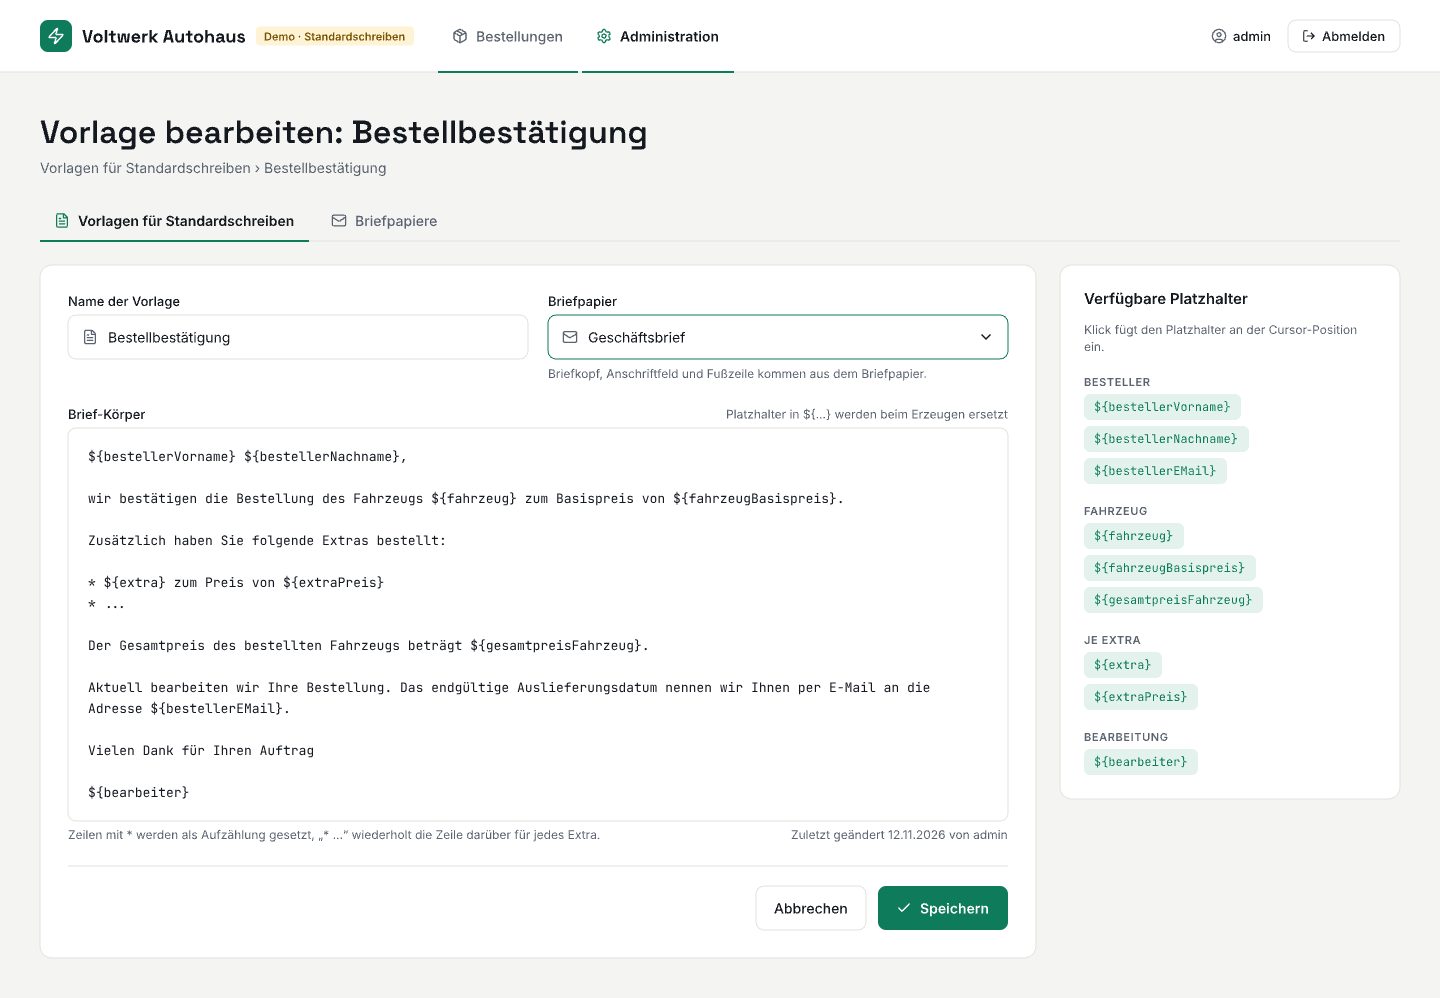 Voltwerk Autohaus
Demo · Standardschreiben
Bestellungen
Administration
admin
Abmelden
Vorlage bearbeiten: Bestellbestätigung
Vorlagen für Standardschreiben › Bestellbestätigung
Vorlagen für Standardschreiben
Briefpapiere
Name der Vorlage
Bestellbestätigung
Briefpapier
Geschäftsbrief
Briefkopf, Anschriftfeld und Fußzeile kommen aus dem Briefpapier.
Brief-Körper
Platzhalter in ${…} werden beim Erzeugen ersetzt
${bestellerVorname} ${bestellerNachname},
wir bestätigen die Bestellung des Fahrzeugs ${fahrzeug} zum Basispreis von ${fahrzeugBasispreis}.
Zusätzlich haben Sie folgende Extras bestellt:
* ${extra} zum Preis von ${extraPreis}
* ...
Der Gesamtpreis des bestellten Fahrzeugs beträgt ${gesamtpreisFahrzeug}.
Aktuell bearbeiten wir Ihre Bestellung. Das endgültige Auslieferungsdatum nennen wir Ihnen per E-Mail an die
Adresse ${bestellerEMail}.
Vielen Dank für Ihren Auftrag
${bearbeiter}
Zeilen mit * werden als Aufzählung gesetzt, „* …“ wiederholt die Zeile darüber für jedes Extra.
Zuletzt geändert 12.11.2026 von admin
Abbrechen
Speichern
Verfügbare Platzhalter
Klick fügt den Platzhalter an der Cursor-Position
ein.
BESTELLER
${bestellerVorname}
${bestellerNachname}
${bestellerEMail}
FAHRZEUG
${fahrzeug}
${fahrzeugBasispreis}
${gesamtpreisFahrzeug}
JE EXTRA
${extra}
${extraPreis}
BEARBEITUNG
${bearbeiter}